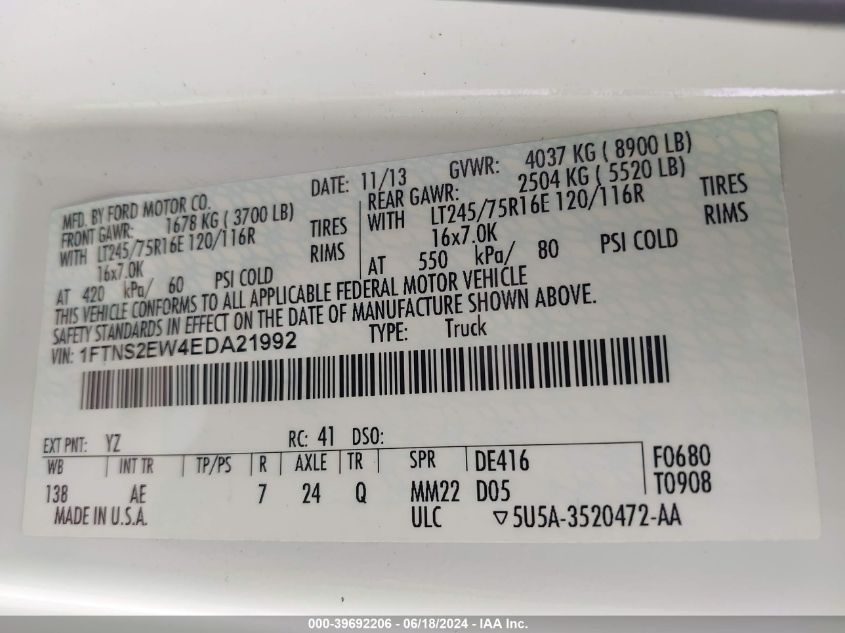 MFD. BY FORD MOTOR CO.
DATE: 11/13 GVWR: 4037 KG ( 8900 LB)
FRONT GAWR: 1678 KG ( 3700 LB)
WITH LT245/75R16E 120/116R TIRES
16x7.0K RIMS
AT 420 kPa/ 60 PSI COLD
REAR GAWR: 2504 KG ( 5520 LB)
WITH LT245/75R16E 120/116R TIRES
16x7.0K RIMS
AT 550 kPa/ 80 PSI COLD
THIS VEHICLE CONFORMS TO ALL APPLICABLE FEDERAL MOTOR VEHICLE
SAFETY STANDARDS IN EFFECT ON THE DATE OF MANUFACTURE SHOWN ABOVE.
VIN: 1FTNS2EW4EDA21992 TYPE: Truck
EXT PNT: YZ RC: 41 DSO:
WB INT TR TP/PS R AXLE TR SPR DE416 F0680
138 AE 7 24 Q MM22 D05 T0908
MADE IN U.S.A. ULC ▽5U5A-3520472-AA
000-39692206 - 06/18/2024 - IAA Inc.